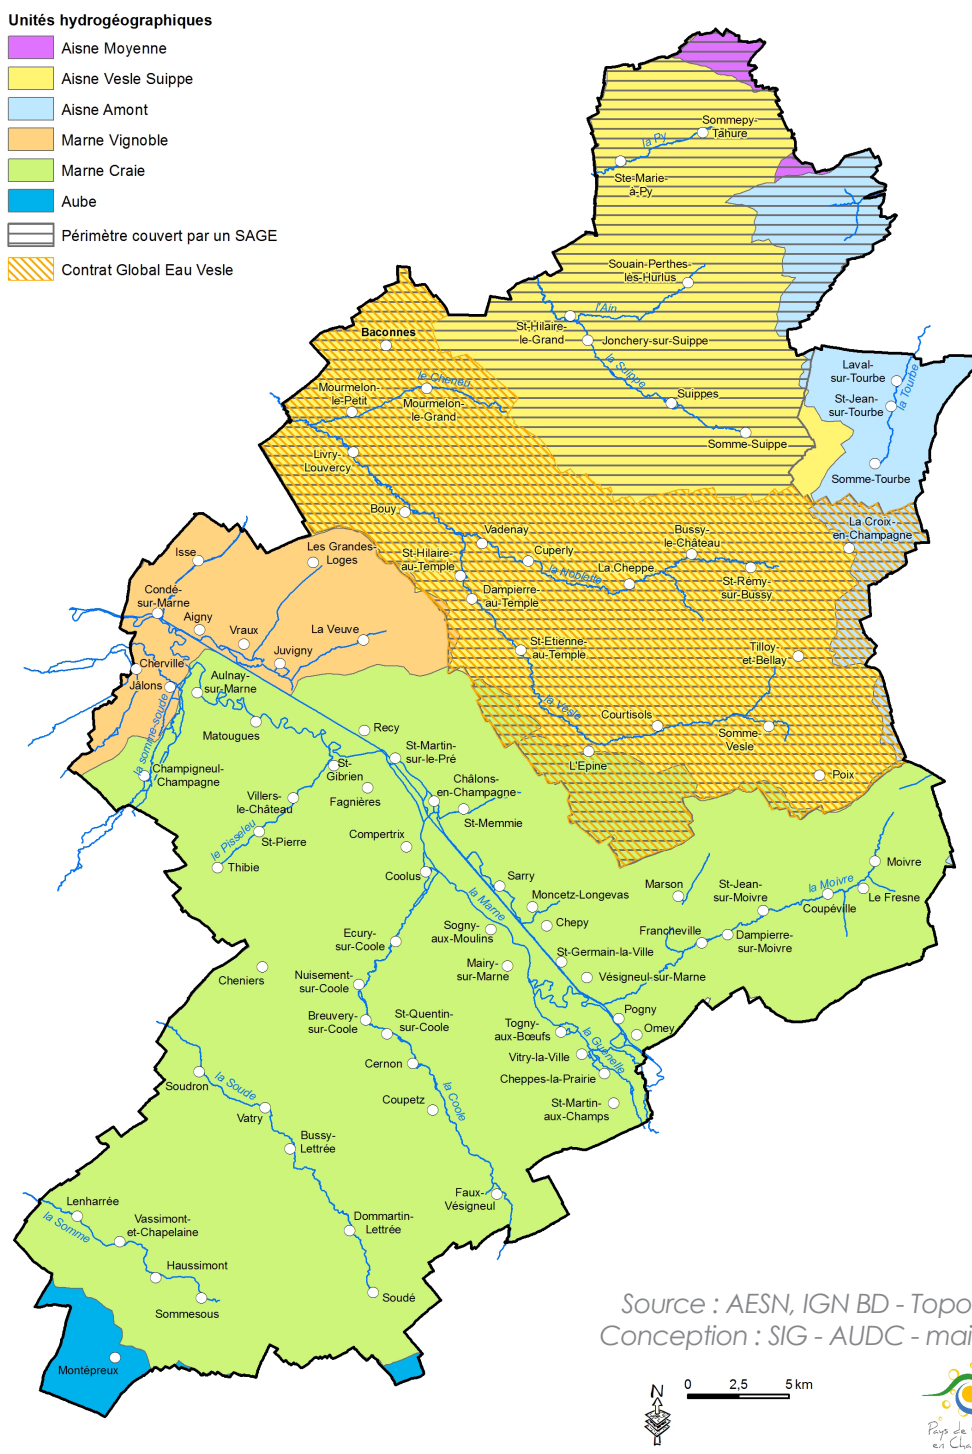 Unités hydrogéographiques
Aisne Moyenne
Aisne Vesle Suippe
Aisne Amont
Marne Vignoble
Marne Craie
Aube
Périmètre couvert par un SAGE
Contrat Global Eau Vesle
Sommepy-
Tahure
la Py
Ste-Marie-
à-Py
Souain-Perthes-
lès-Hurlus
l'Ain
St-Hilaire-
le-Grand
Jonchery-sur-Suippe
la Suippe
Suippes
Somme-Suippe
Baconnes
le Cheneu
Mourmelon-
le-Petit
Mourmelon-
le-Grand
Livry-
Louvercy
Laval-
sur-Tourbe
St-Jean-
sur-Tourbe
la Tourbe
Somme-Tourbe
Bouy
La Croix-
en-Champagne
Vadenay
Bussy-
le-Château
Cuperly
St-Hilaire-
au-Temple
la Noblette
La Cheppe
St-Rémy-
sur-Bussy
Dampierre-
au-Temple
Isse
Les Grandes-
Loges
Condé-
sur-Marne
Aigny
Vraux
La Veuve
Juvigny
St-Etienne-
au-Temple
Tilloy-
et-Bellay
Cherville
Jâlons
Aulnay-
sur-Marne
la Vesle
Courtisols
Somme-
Vesle
la somme-soude
Matougues
Recy
St-Martin-
sur-le-Pré
L'Epine
Poix
Champigneul-
Champagne
St-
Gibrien
Châlons-
en-Champagne
Villers-
le-Château
Fagnières
St-Memmie
le Pisseleu
St-Pierre
Compertrix
Thibie
Coolus
Sarry
la Marne
Moncetz-Longevas
Marson
St-Jean-
sur-Moivre
la Moivre
Moivre
Le Fresne
Coupéville
Chepy
Sogny-
aux-Moulins
Francheville
Dampierre-
sur-Moivre
Ecury-
sur-Coole
St-Germain-la-Ville
Mairy-
sur-Marne
Vésigneul-sur-Marne
Cheniers
Nuisement-
sur-Coole
Breuvery-
sur-Coole
St-Quentin-
sur-Coole
Pogny
Togny-
aux-Bœufs
Omey
la Guenelle
Vitry-la-Ville
Cernon
Cheppes-la-Prairie
Soudron
la Soude
Coupetz
la Coole
St-Martin-
aux-Champs
Vatry
Bussy-
Lettrée
Faux-
Vésigneul
Lenharrée
la Somme
Vassimont-
et-Chapelaine
Dommartin-
Lettrée
Haussimont
Sommesous
Soudé
Montépreux
Source : AESN, IGN BD - Topo
Conception : SIG - AUDC - mai
N
0 2,5 5 km
Pays de
en Cha